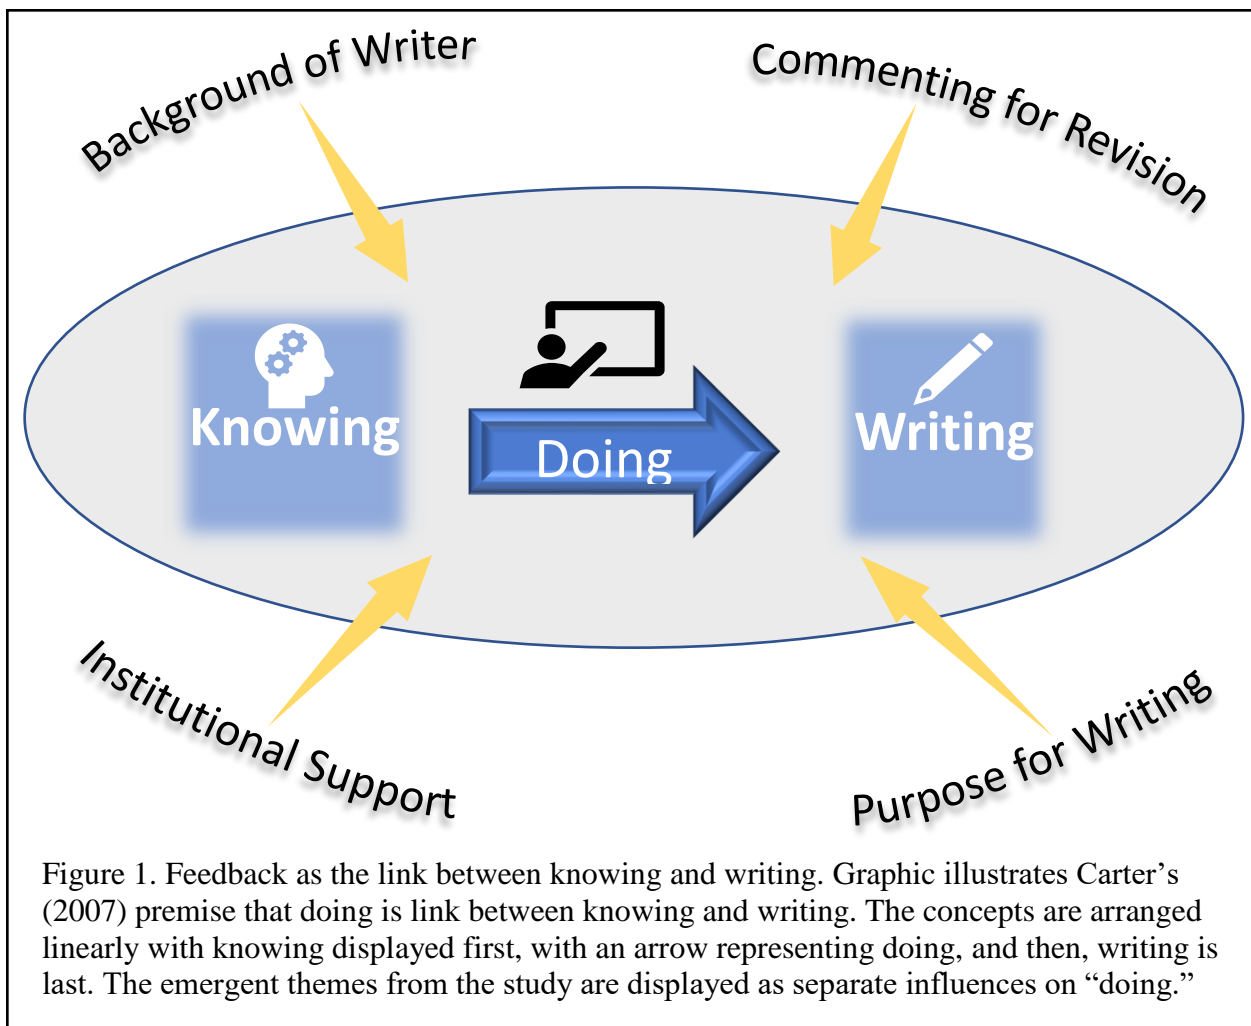 Background of Writer
Commenting for Revision
Knowing
Doing
Writing
Institutional Support
Purpose for Writing
Figure 1. Feedback as the link between knowing and writing. Graphic illustrates Carter’s
(2007) premise that doing is link between knowing and writing. The concepts are arranged
linearly with knowing displayed first, with an arrow representing doing, and then, writing is
last. The emergent themes from the study are displayed as separate influences on “doing.”